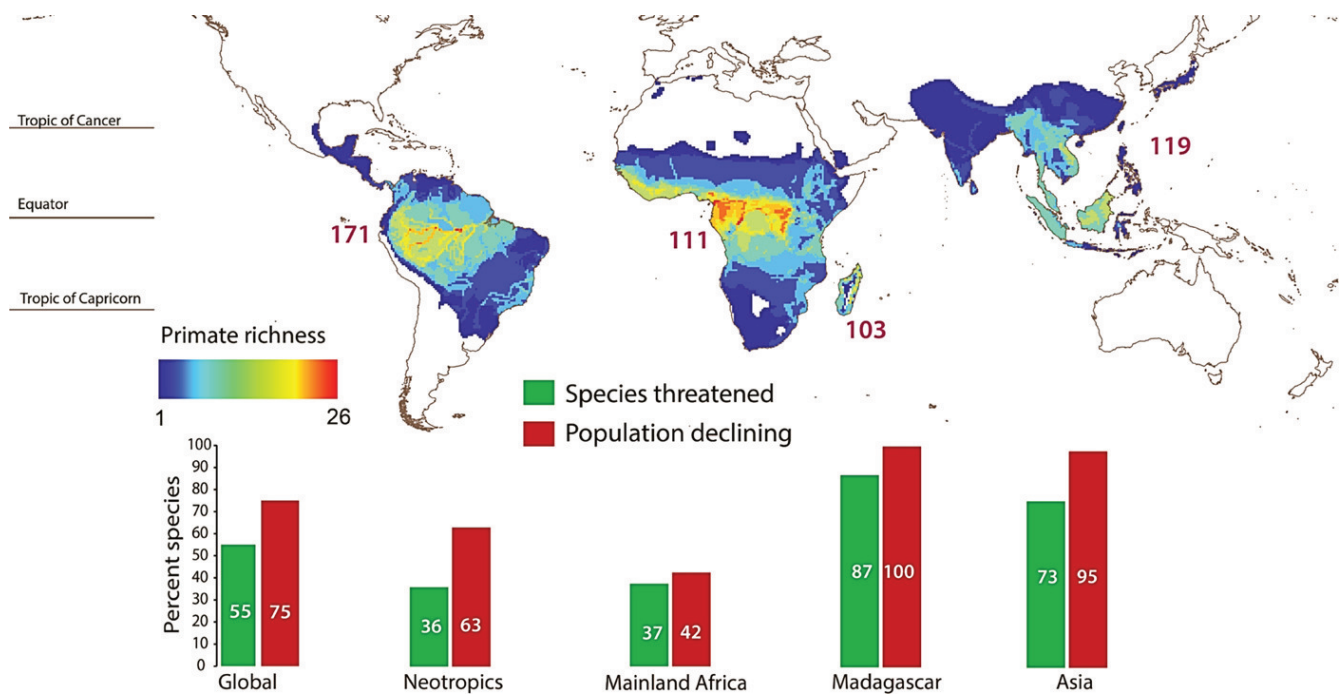 Tropic of Cancer
119
Equator
171
111
Tropic of Capricorn
103
Primate richness
1 26
Species threatened
Population declining
Percent species
100
90
80
70
60
50
40
30
20
10
0
55 75
36 63
37 42
87 100
73 95
Global Neotropics Mainland Africa Madagascar Asia